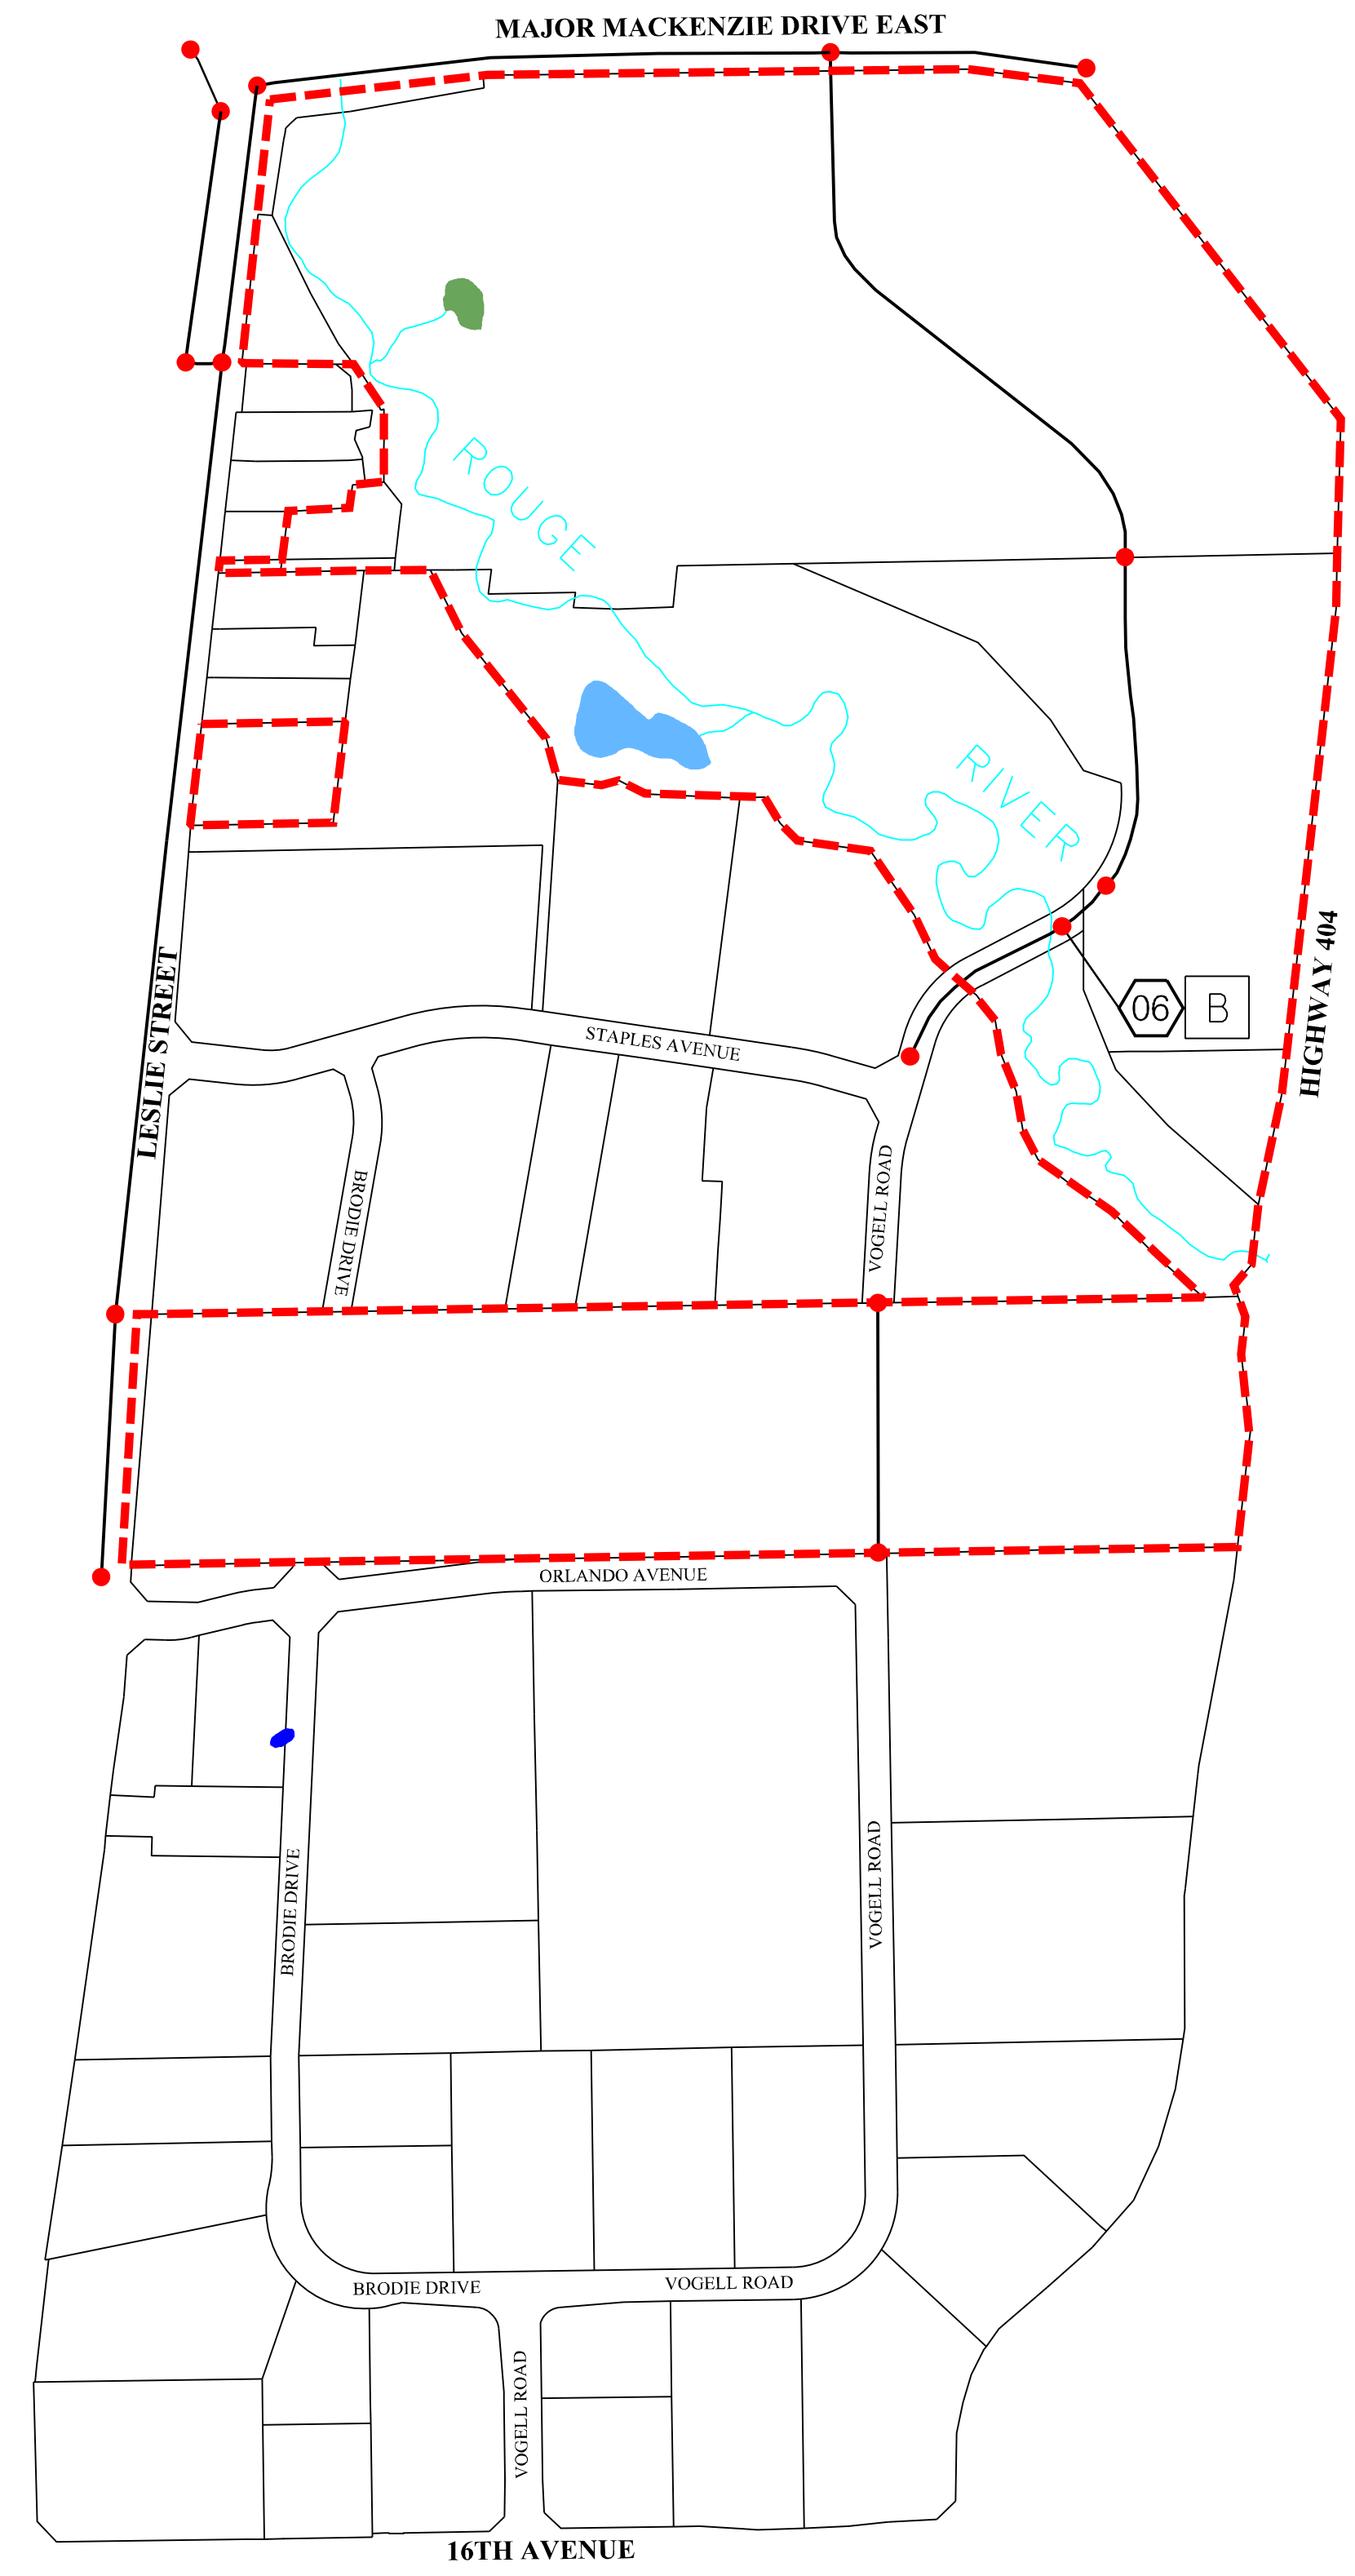 MAJOR MACKENZIE DRIVE EAST
ROUGE
RIVER
HIGHWAY 404
06
B
LESLIE STREET
STAPLES AVENUE
BRODIE DRIVE
VOGELL ROAD
ORLANDO AVENUE
BRODIE DRIVE
VOGELL ROAD
BRODIE DRIVE
VOGELL ROAD
VOGELL ROAD
16TH AVENUE